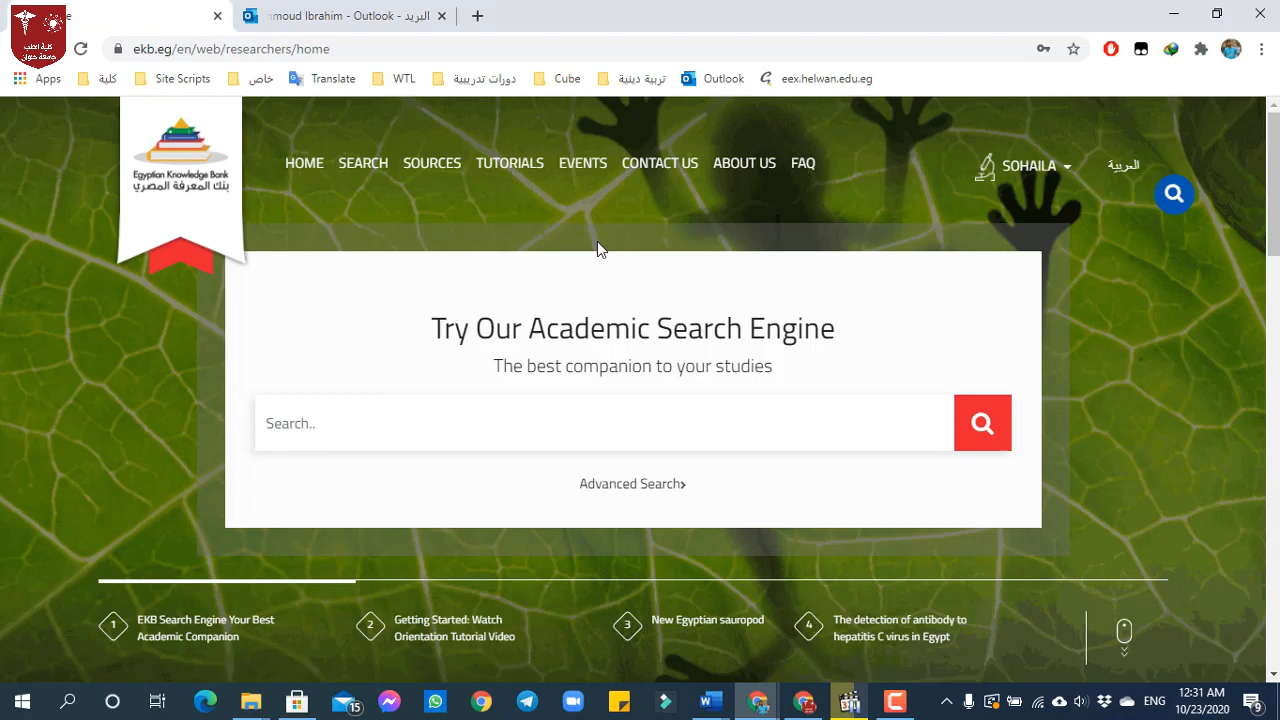 كلية الطب
جامعة حلوان
hmoud Ibrahim - Outlook - البريد
ekb.eg/en/web/researchers/home
Apps
كلية
Site Scripts
خاص
Translate
WTL
دورات تدريبية
Cube
تربية دينية
Outlook
eex.helwan.edu.eg
Egyptian Knowledge Bank
بنك المعرفة المصري
HOME
SEARCH
SOURCES
TUTORIALS
EVENTS
CONTACT US
ABOUT US
FAQ
SOHAILA
العربية
Try Our Academic Search Engine
The best companion to your studies
Search..
Advanced Search
1
EKB Search Engine Your Best
Academic Companion
2
Getting Started: Watch
Orientation Tutorial Video
3
New Egyptian sauropod
4
The detection of antibody to
hepatitis C virus in Egypt
15
ENG
12:31 AM
10/23/2020
9